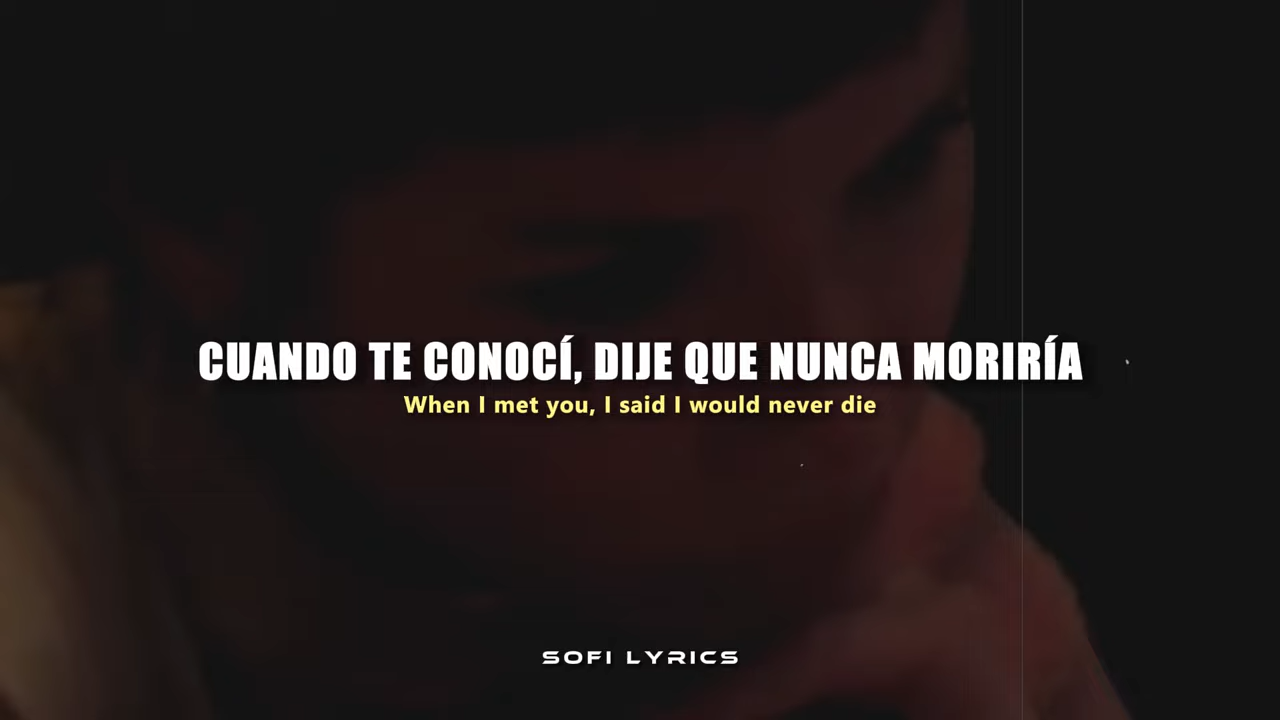 CUANDO TE CONOCÍ, DIJE QUE NUNCA MORIRÍA
When I met you, I said I would never die
SOFI LYRICS